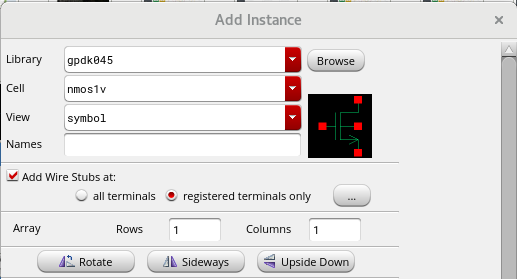 Add Instance
Library gpdk045 Browse
Cell nmos1v
View symbol
Names
Add Wire Stubs at:
all terminals registered terminals only ...
Array Rows 1 Columns 1
Rotate Sideways Upside Down